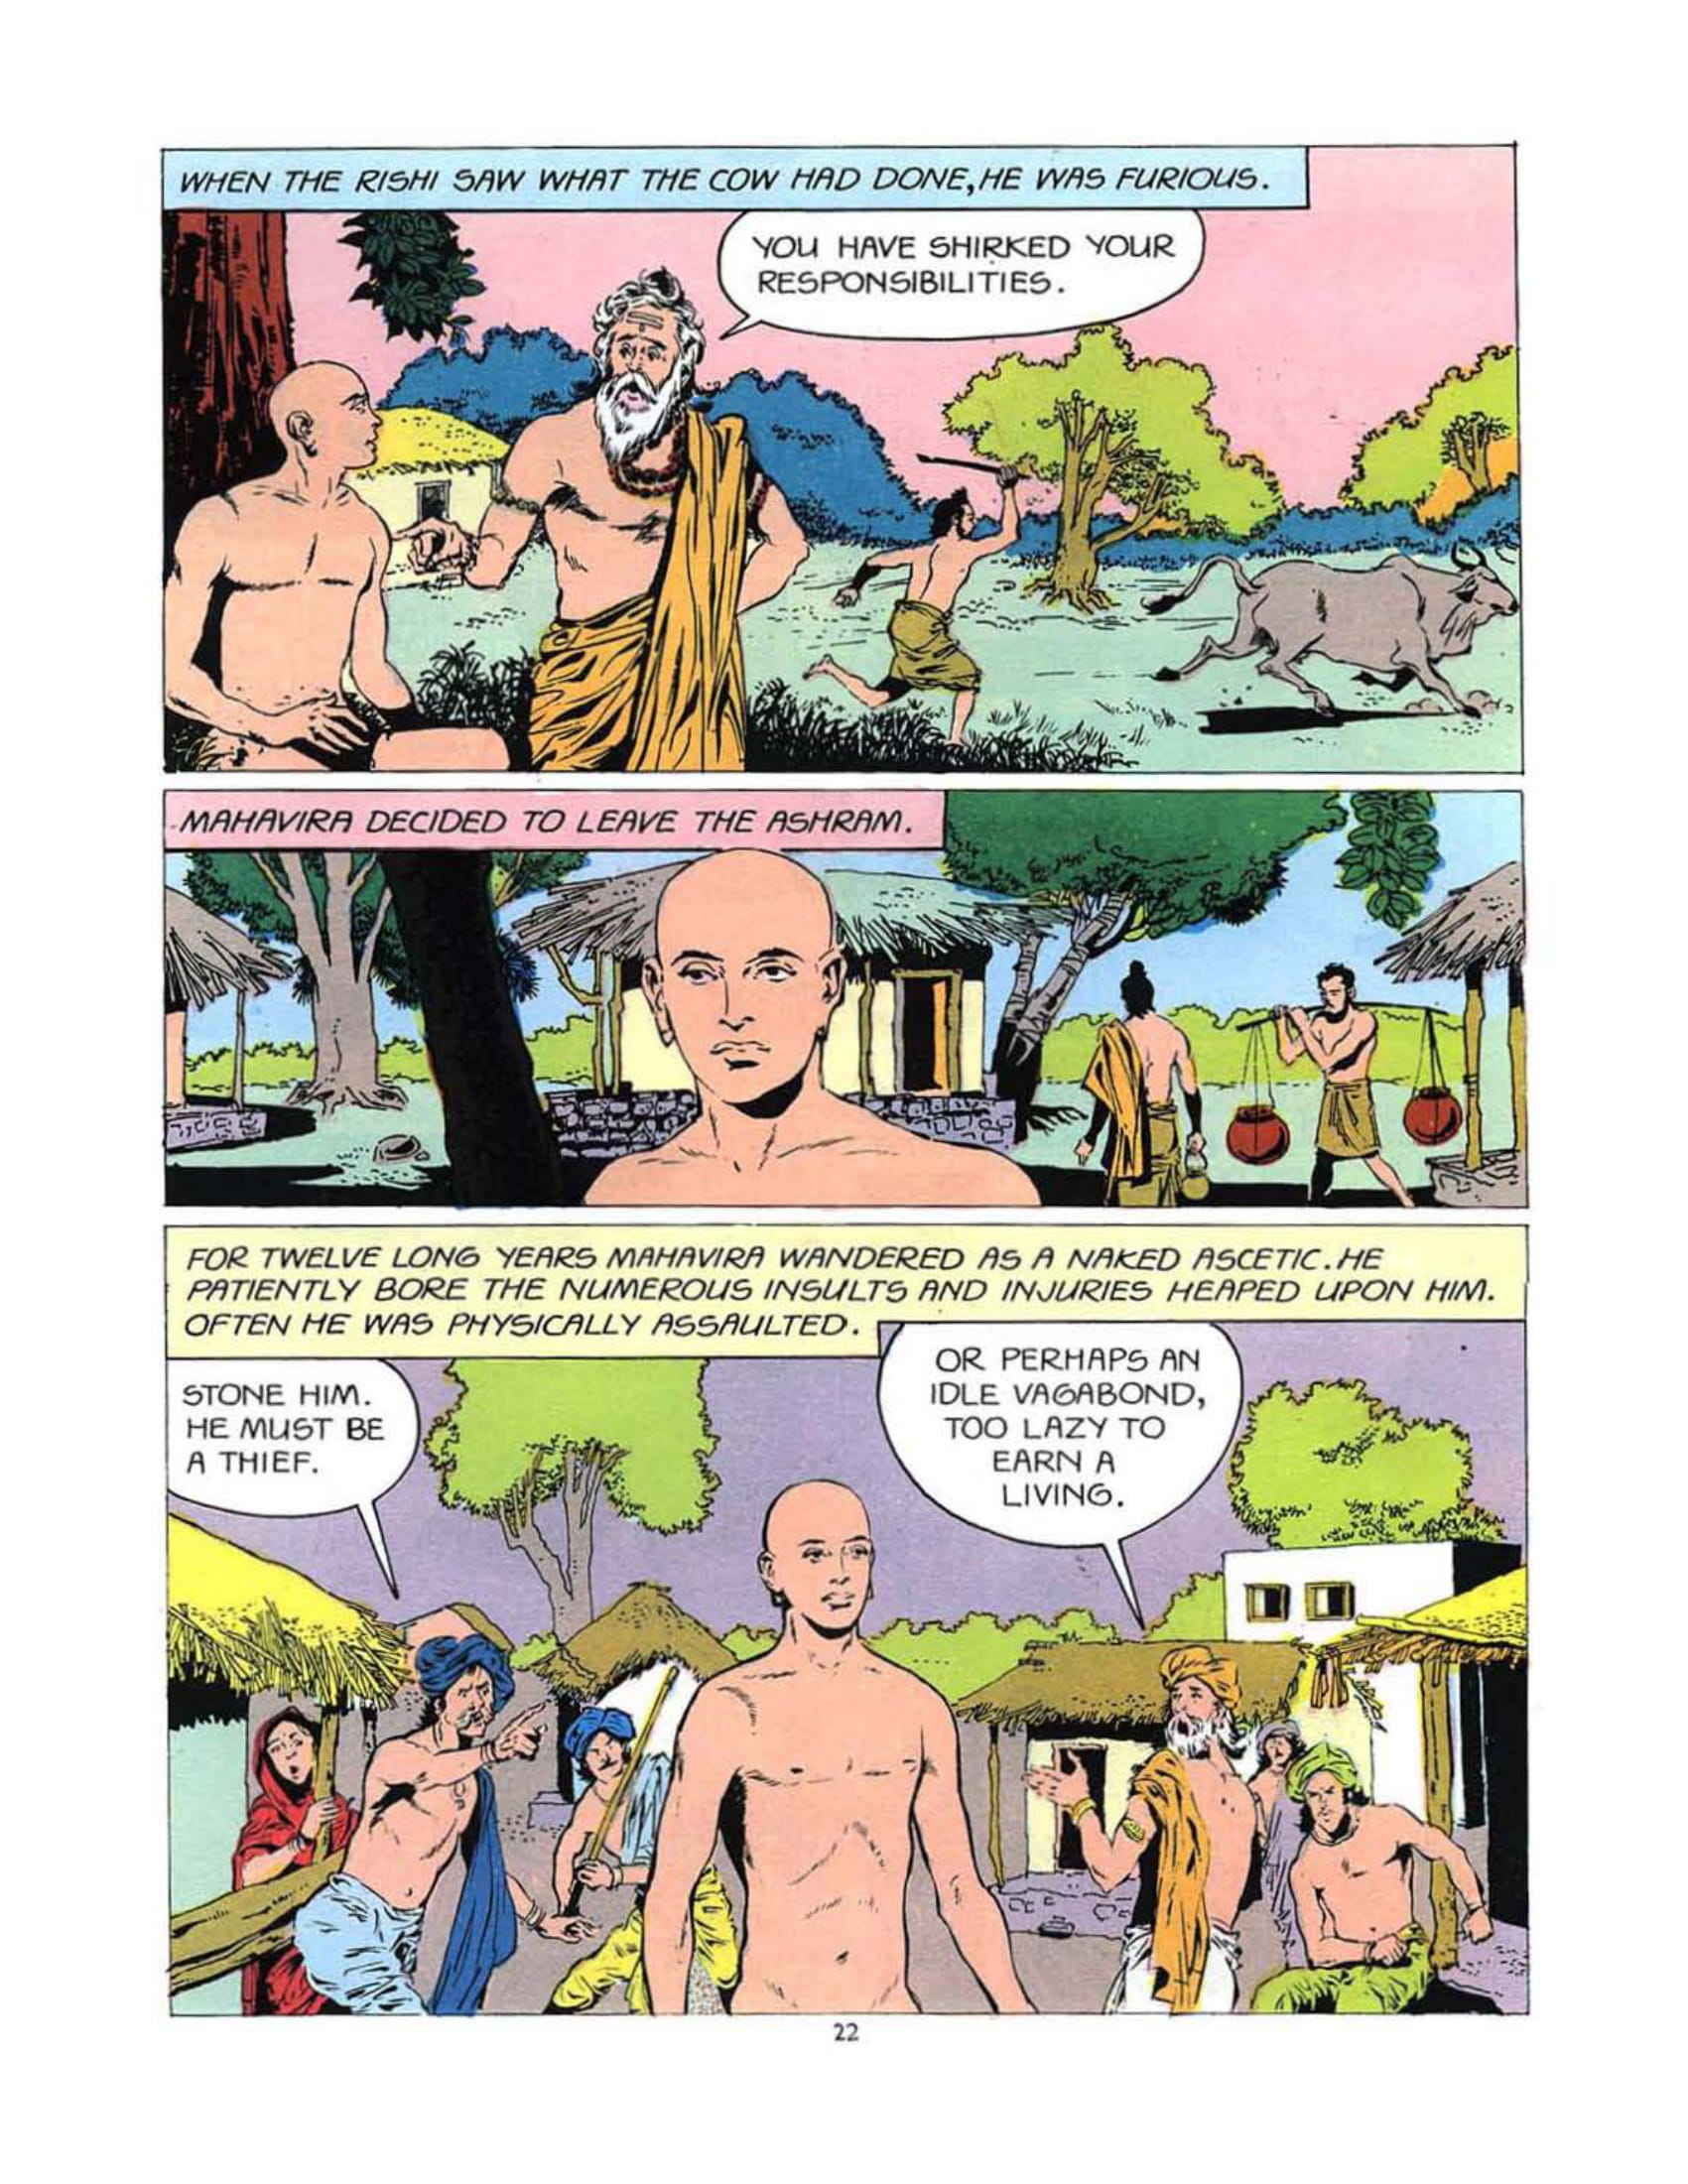 WHEN THE RISHI SAW WHAT THE COW HAD DONE, HE WAS FURIOUS.
YOU HAVE SHIRKED YOUR
RESPONSIBILITIES.
MAHAVIRA DECIDED TO LEAVE THE ASHRAM.
FOR TWELVE LONG YEARS MAHAVIRA WANDERED AS A NAKED ASCETIC. HE
PATIENTLY BORE THE NUMEROUS INSULTS AND INJURIES HEAPED UPON HIM.
OFTEN HE WAS PHYSICALLY ASSAULTED.
STONE HIM.
HE MUST BE
A THIEF.
OR PERHAPS AN
IDLE VAGABOND,
TOO LAZY TO
EARN A
LIVING.
22